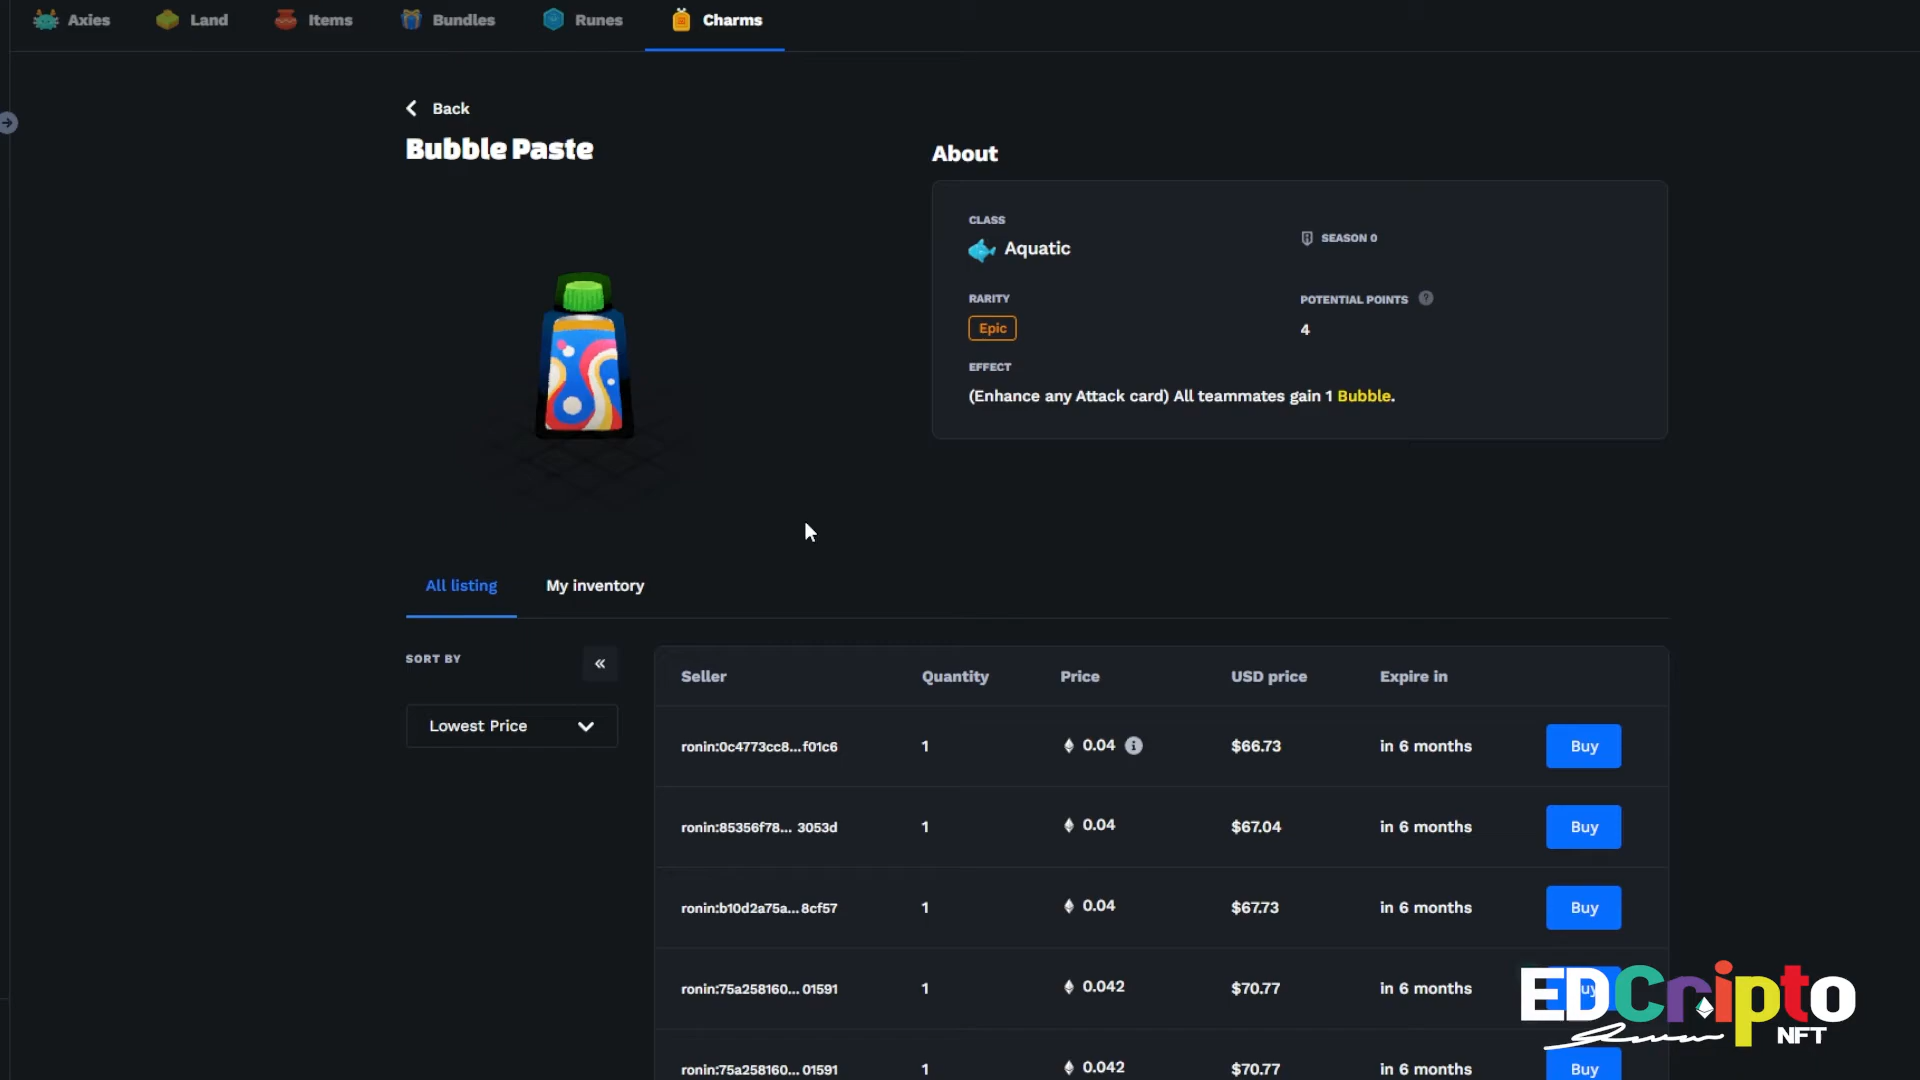 Axies Land Items Bundles Runes Charms
Back
Bubble Paste
About
CLASS
Aquatic
SEASON 0
RARITY
Epic
POTENTIAL POINTS ?
4
EFFECT
(Enhance any Attack card) All teammates gain 1 Bubble.
All listing My inventory
SORT BY
«
Lowest Price
Seller Quantity Price USD price Expire in
ronin:0c4773cc8...f01c6 1 0.04 $66.73 in 6 months Buy
ronin:85356f78... 3053d 1 0.04 $67.04 in 6 months Buy
ronin:b10d2a75a... 8cf57 1 0.04 $67.73 in 6 months Buy
ronin:75a258160... 01591 1 0.042 $70.77 in 6 months
ronin:75a258160... 01591 1 0.042 $70.77 in 6 months Buy
EDCripto
NFT